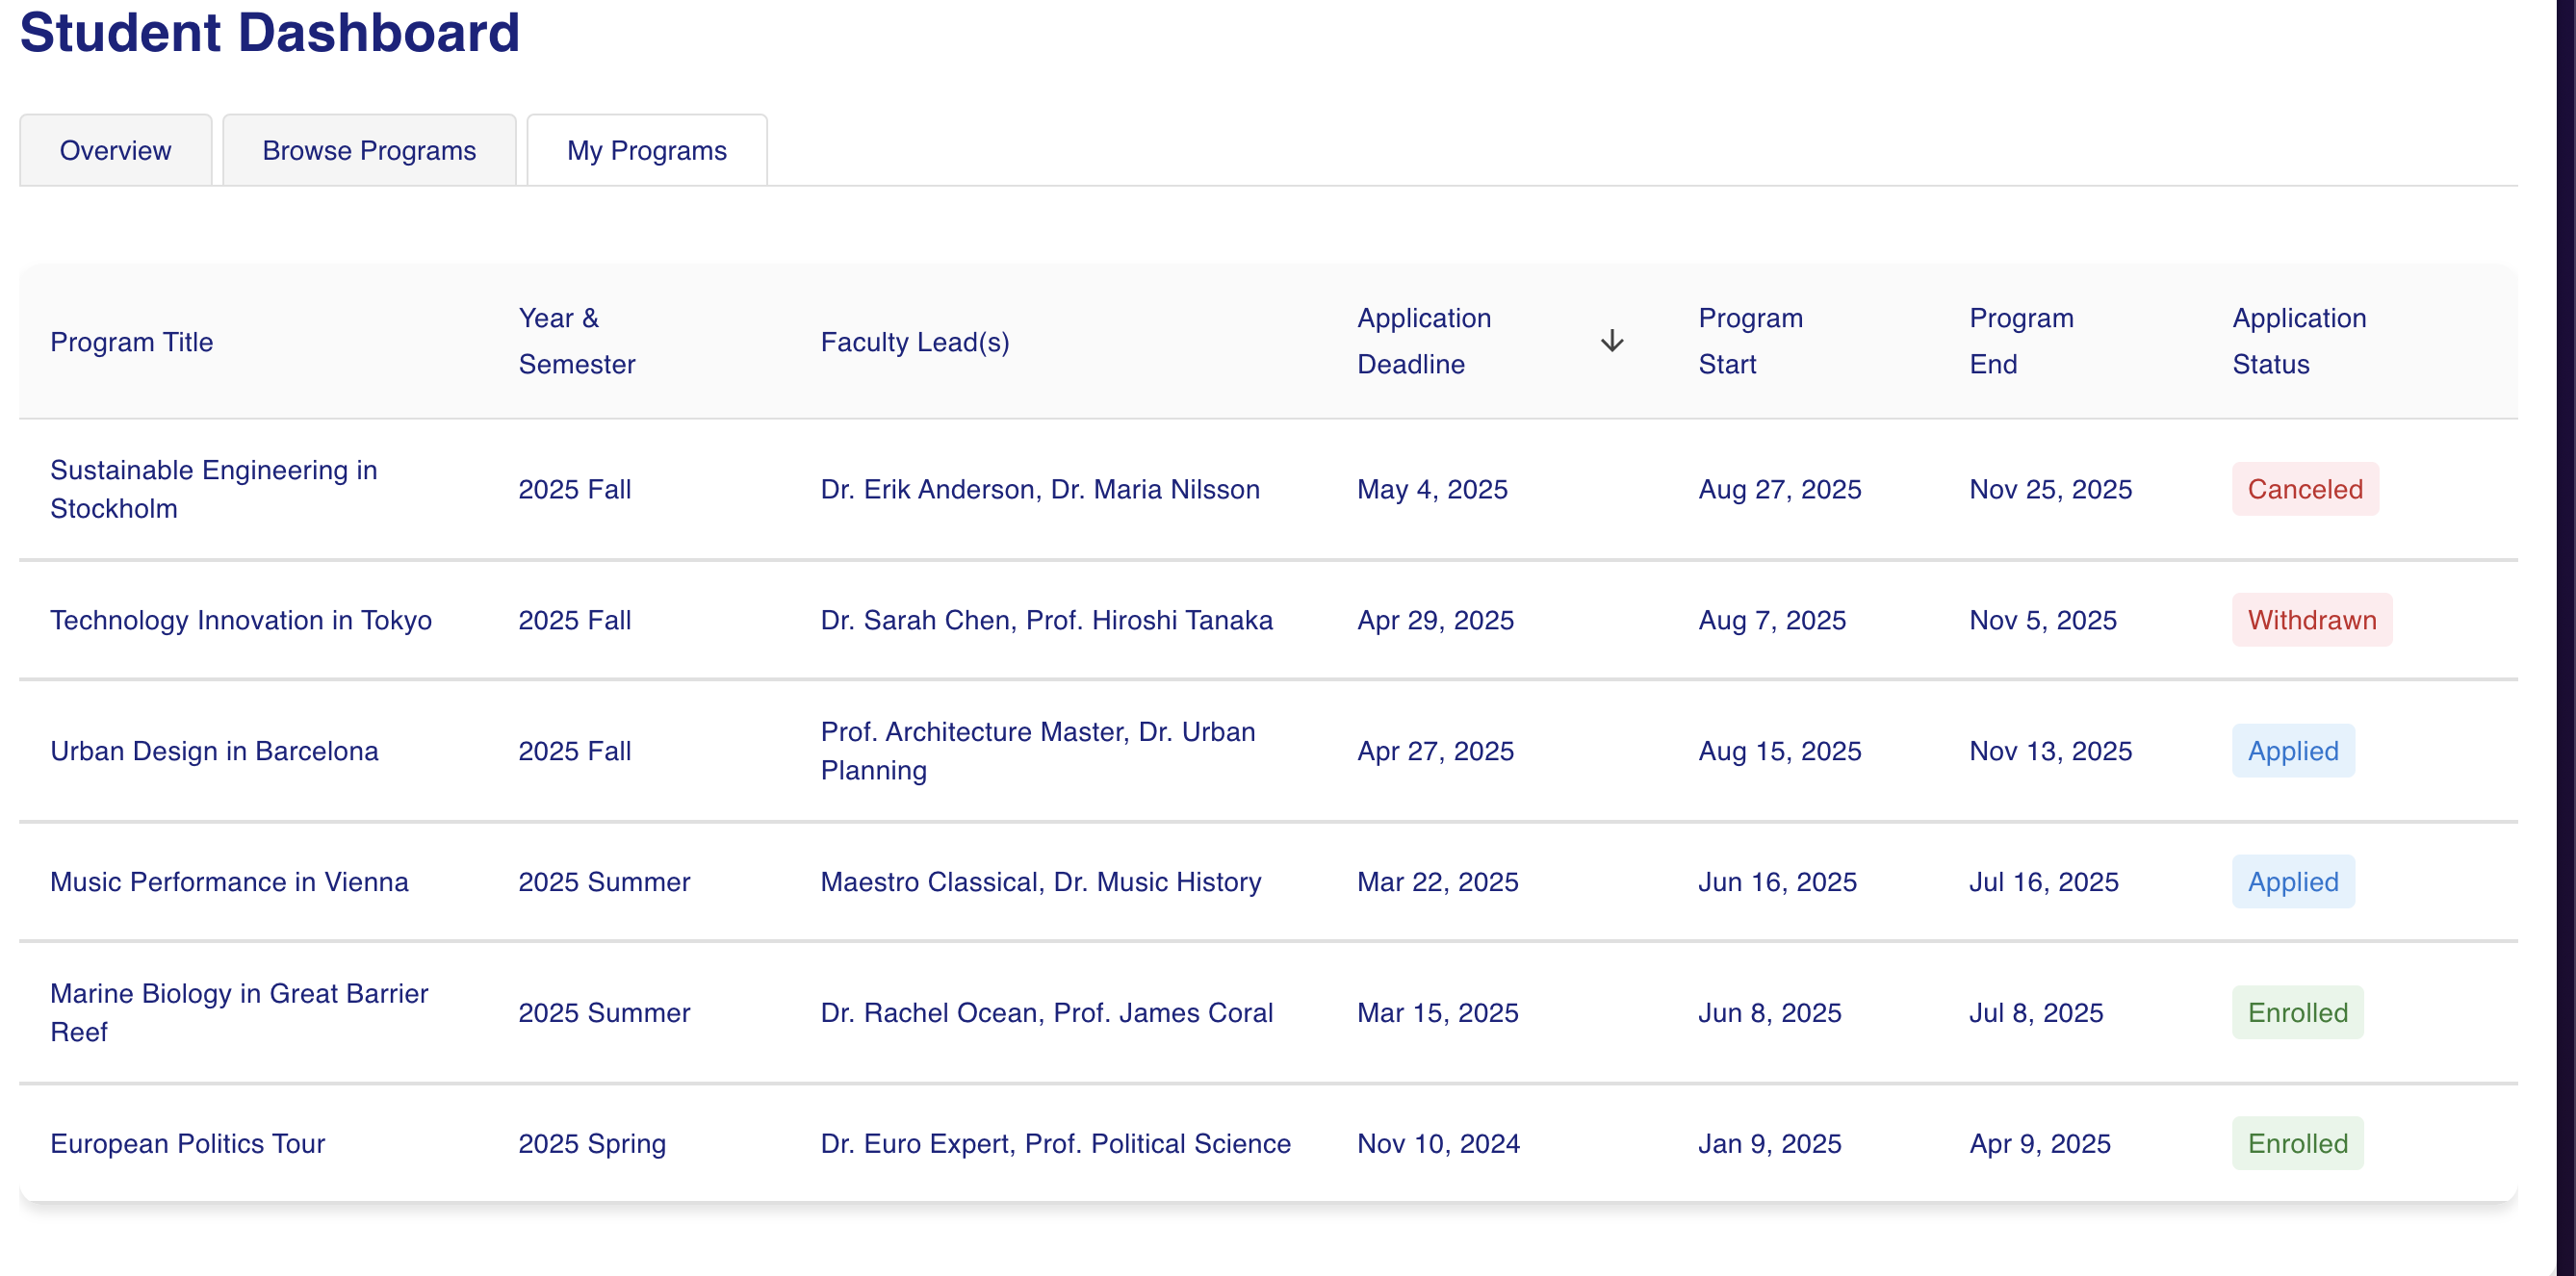 Student Dashboard
Overview
Browse Programs
My Programs
Program Title
Year &
Semester
Faculty Lead(s)
Application
Deadline
Program
Start
Program
End
Application
Status
Sustainable Engineering in
Stockholm
2025 Fall
Dr. Erik Anderson, Dr. Maria Nilsson
May 4, 2025
Aug 27, 2025
Nov 25, 2025
Canceled
Technology Innovation in Tokyo
2025 Fall
Dr. Sarah Chen, Prof. Hiroshi Tanaka
Apr 29, 2025
Aug 7, 2025
Nov 5, 2025
Withdrawn
Urban Design in Barcelona
2025 Fall
Prof. Architecture Master, Dr. Urban
Planning
Apr 27, 2025
Aug 15, 2025
Nov 13, 2025
Applied
Music Performance in Vienna
2025 Summer
Maestro Classical, Dr. Music History
Mar 22, 2025
Jun 16, 2025
Jul 16, 2025
Applied
Marine Biology in Great Barrier
Reef
2025 Summer
Dr. Rachel Ocean, Prof. James Coral
Mar 15, 2025
Jun 8, 2025
Jul 8, 2025
Enrolled
European Politics Tour
2025 Spring
Dr. Euro Expert, Prof. Political Science
Nov 10, 2024
Jan 9, 2025
Apr 9, 2025
Enrolled